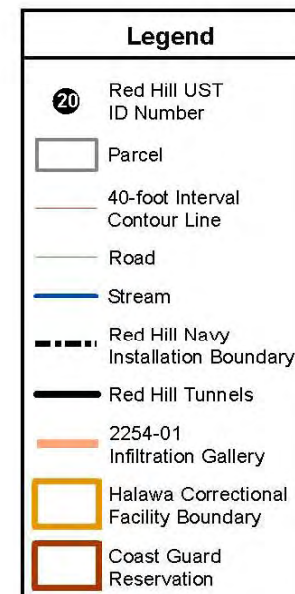 Legend
20
Red Hill UST
ID Number
Parcel
40-foot Interval
Contour Line
Road
Stream
Red Hill Navy
Installation Boundary
Red Hill Tunnels
2254-01
Infiltration Gallery
Halawa Correctional
Facility Boundary
Coast Guard
Reservation